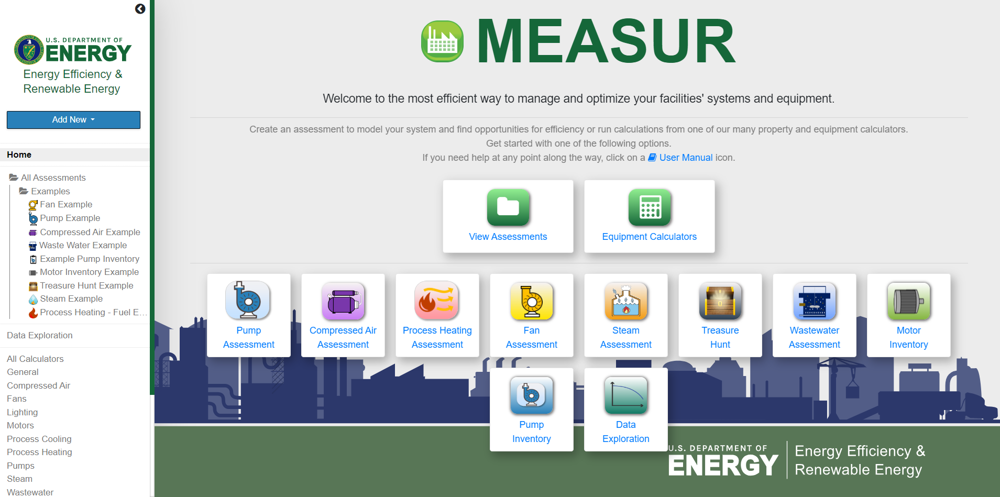 U.S. DEPARTMENT OF
ENERGY
Energy Efficiency &
Renewable Energy
Add New
Home
All Assessments
Examples
Fan Example
Pump Example
Compressed Air Example
Waste Water Example
Example Pump Inventory
Motor Inventory Example
Treasure Hunt Example
Steam Example
Process Heating - Fuel E...
Data Exploration
All Calculators
General
Compressed Air
Fans
Lighting
Motors
Process Cooling
Process Heating
Pumps
Steam
Wastewater
MEASUR
Welcome to the most efficient way to manage and optimize your facilities' systems and equipment.
Create an assessment to model your system and find opportunities for efficiency or run calculations from one of our many property and equipment calculators.
Get started with one of the following options.
If you need help at any point along the way, click on a User Manual icon.
View Assessments
Equipment Calculators
Pump
Assessment
Compressed Air
Assessment
Process Heating
Assessment
Fan
Assessment
Steam
Assessment
Treasure
Hunt
Wastewater
Assessment
Motor
Inventory
Pump
Inventory
Data
Exploration
U.S. DEPARTMENT OF
ENERGY
Energy Efficiency &
Renewable Energy